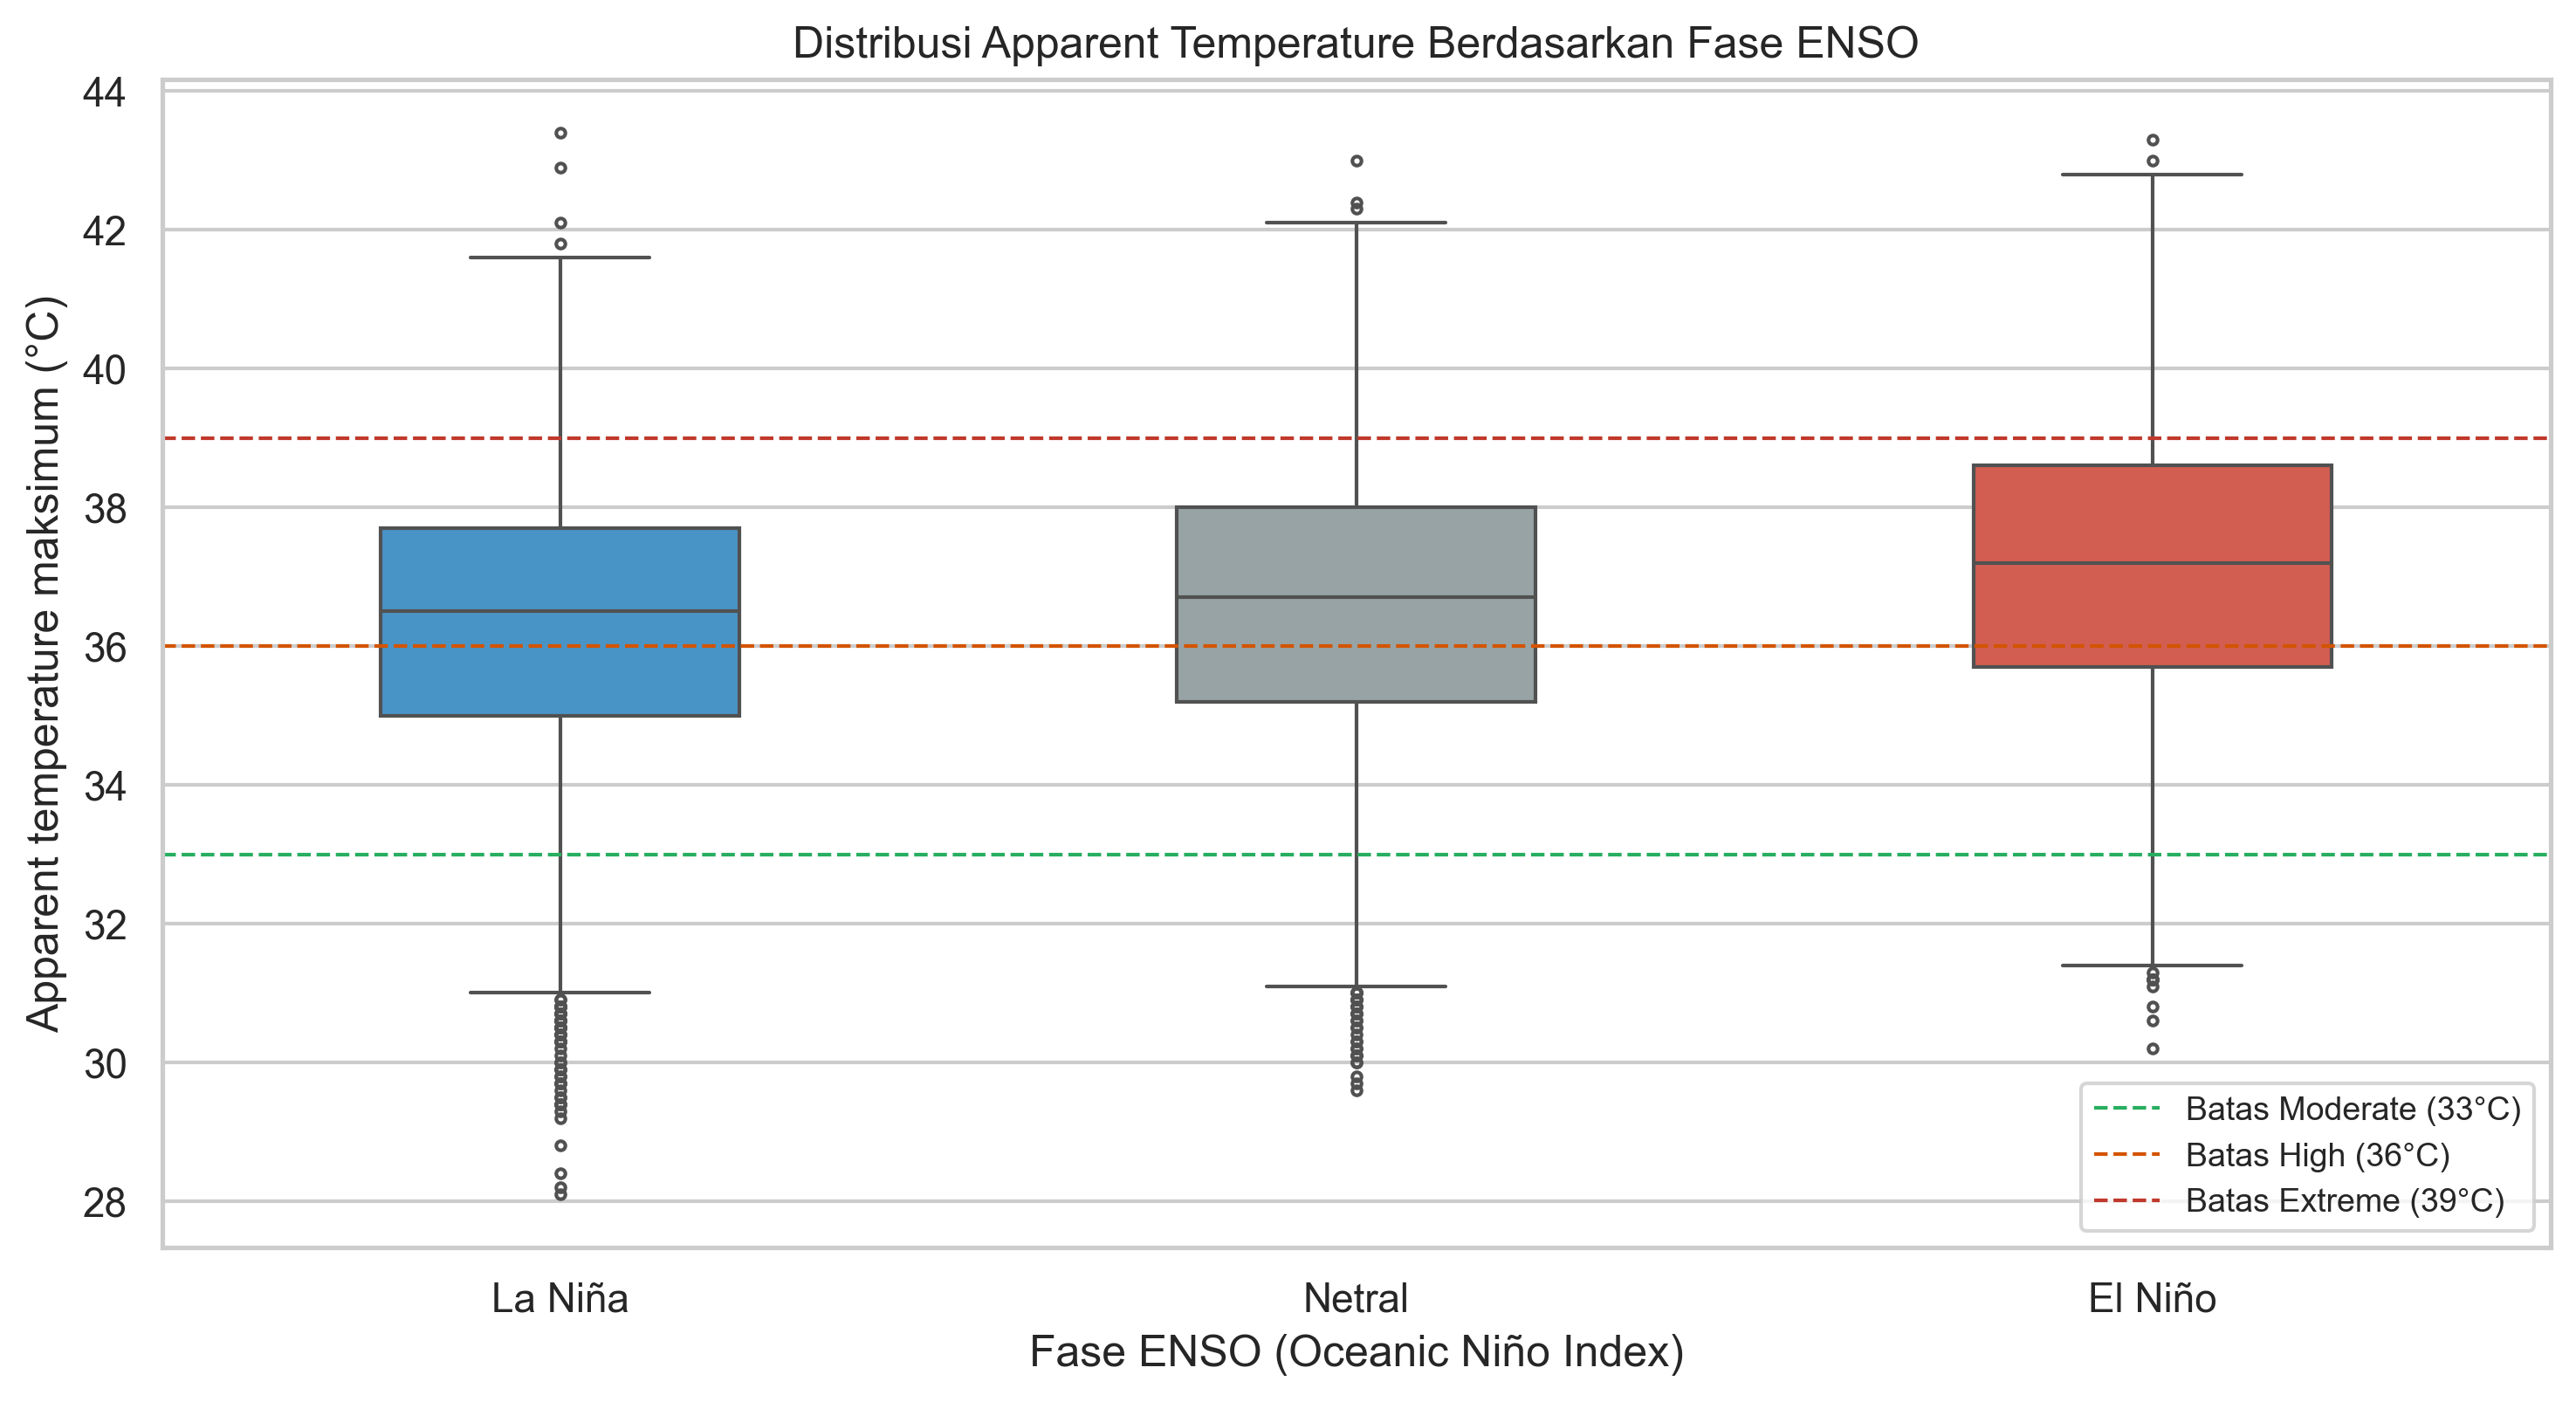 Distribusi Apparent Temperature Berdasarkan Fase ENSO
Apparent temperature maksimum (°C)
44
42
40
38
36
34
32
30
28
Batas Moderate (33°C)
Batas High (36°C)
Batas Extreme (39°C)
La Niña
Netral
El Niño
Fase ENSO (Oceanic Niño Index)